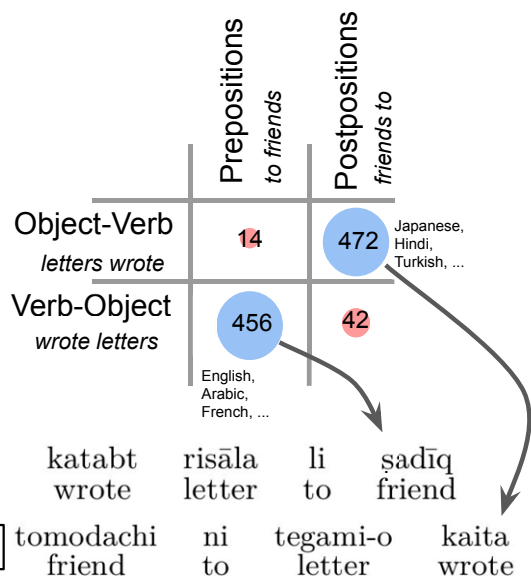 Prepositions
to friends
Postpositions
friends to
Object-Verb
letters wrote
14
472
Japanese,
Hindi,
Turkish, ...
Verb-Object
wrote letters
456
42
English,
Arabic,
French, ...
katabt risāla li ṣadīq
wrote letter to friend
tomodachi ni tegami-o kaita
friend to letter wrote